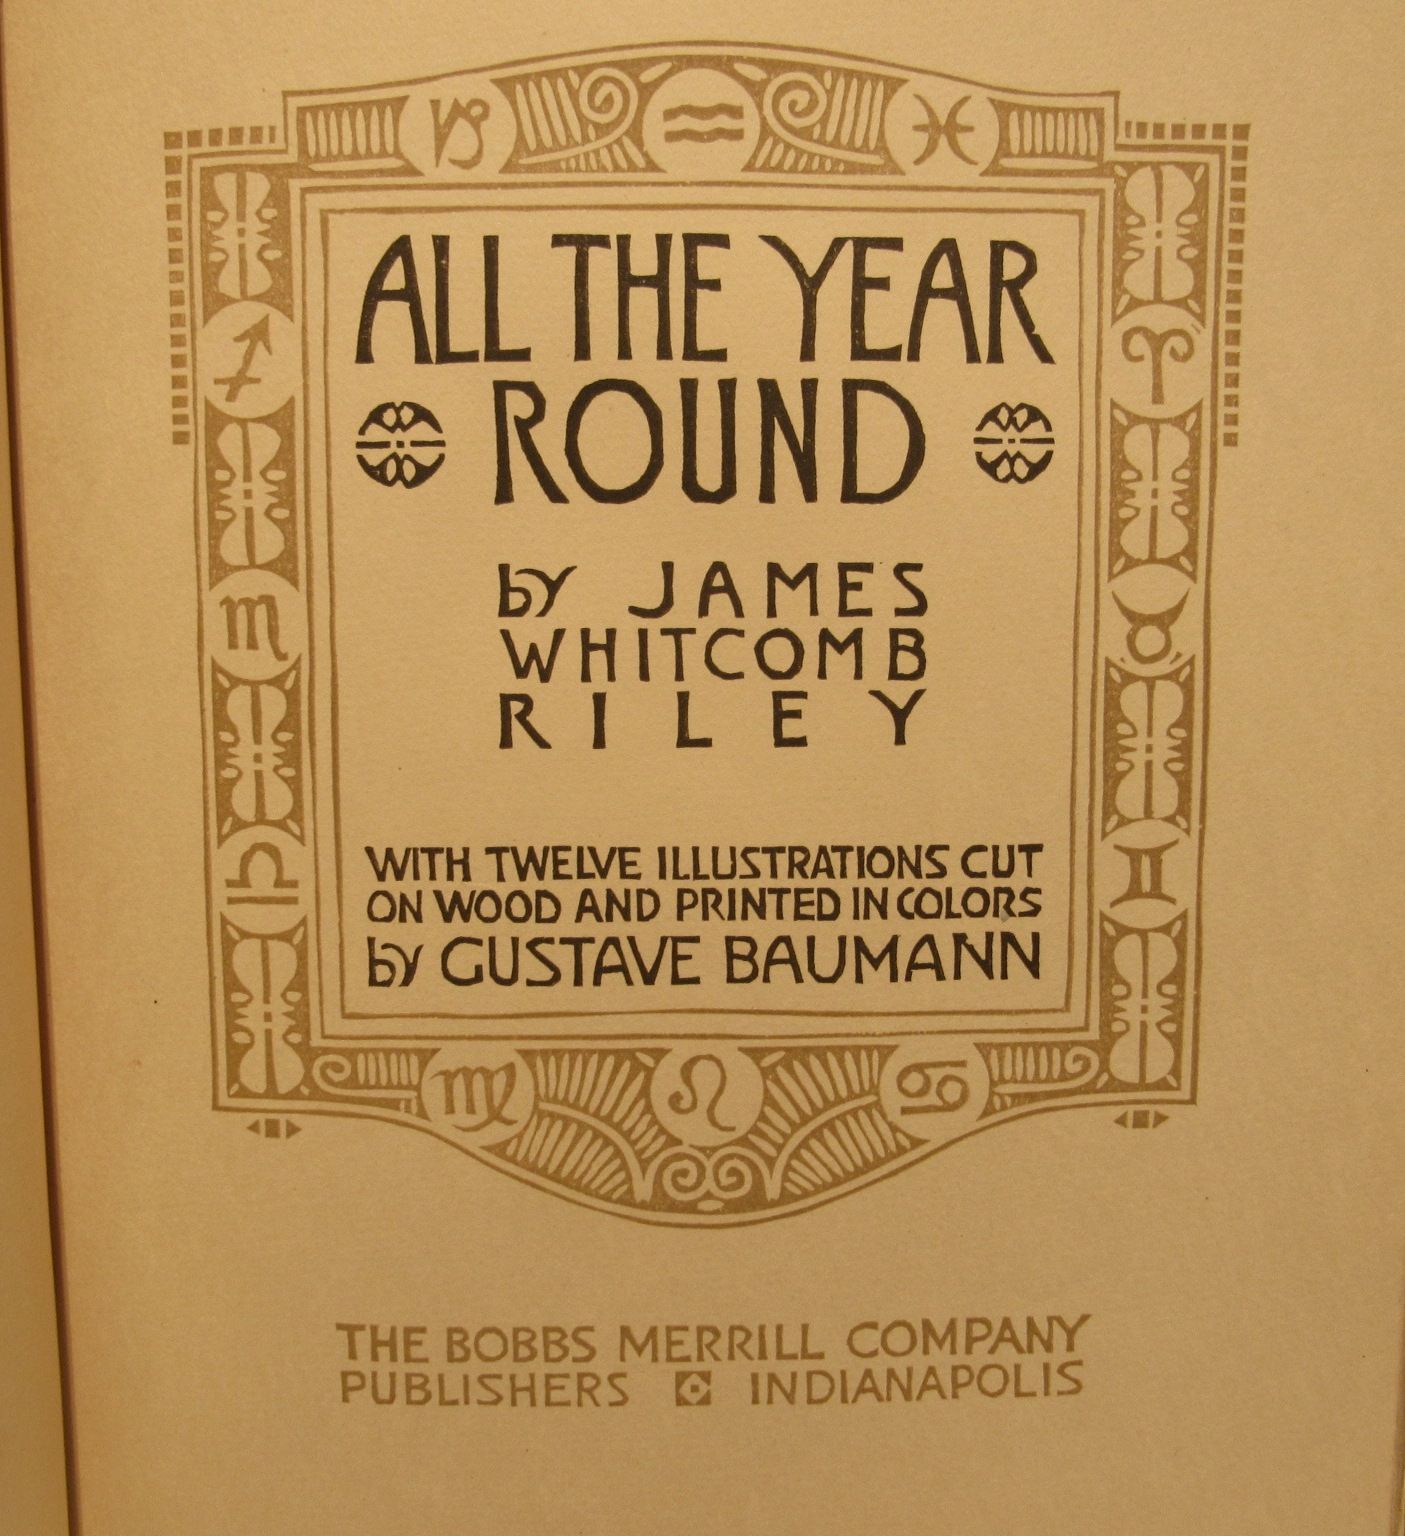 ALL THE YEAR
ROUND
by JAMES
WHITCOMB
RILEY
WITH TWELVE ILLUSTRATIONS CUT
ON WOOD AND PRINTED IN COLORS
by GUSTAVE BAUMANN
THE BOBBS MERRILL COMPANY
PUBLISHERS INDIANAPOLIS